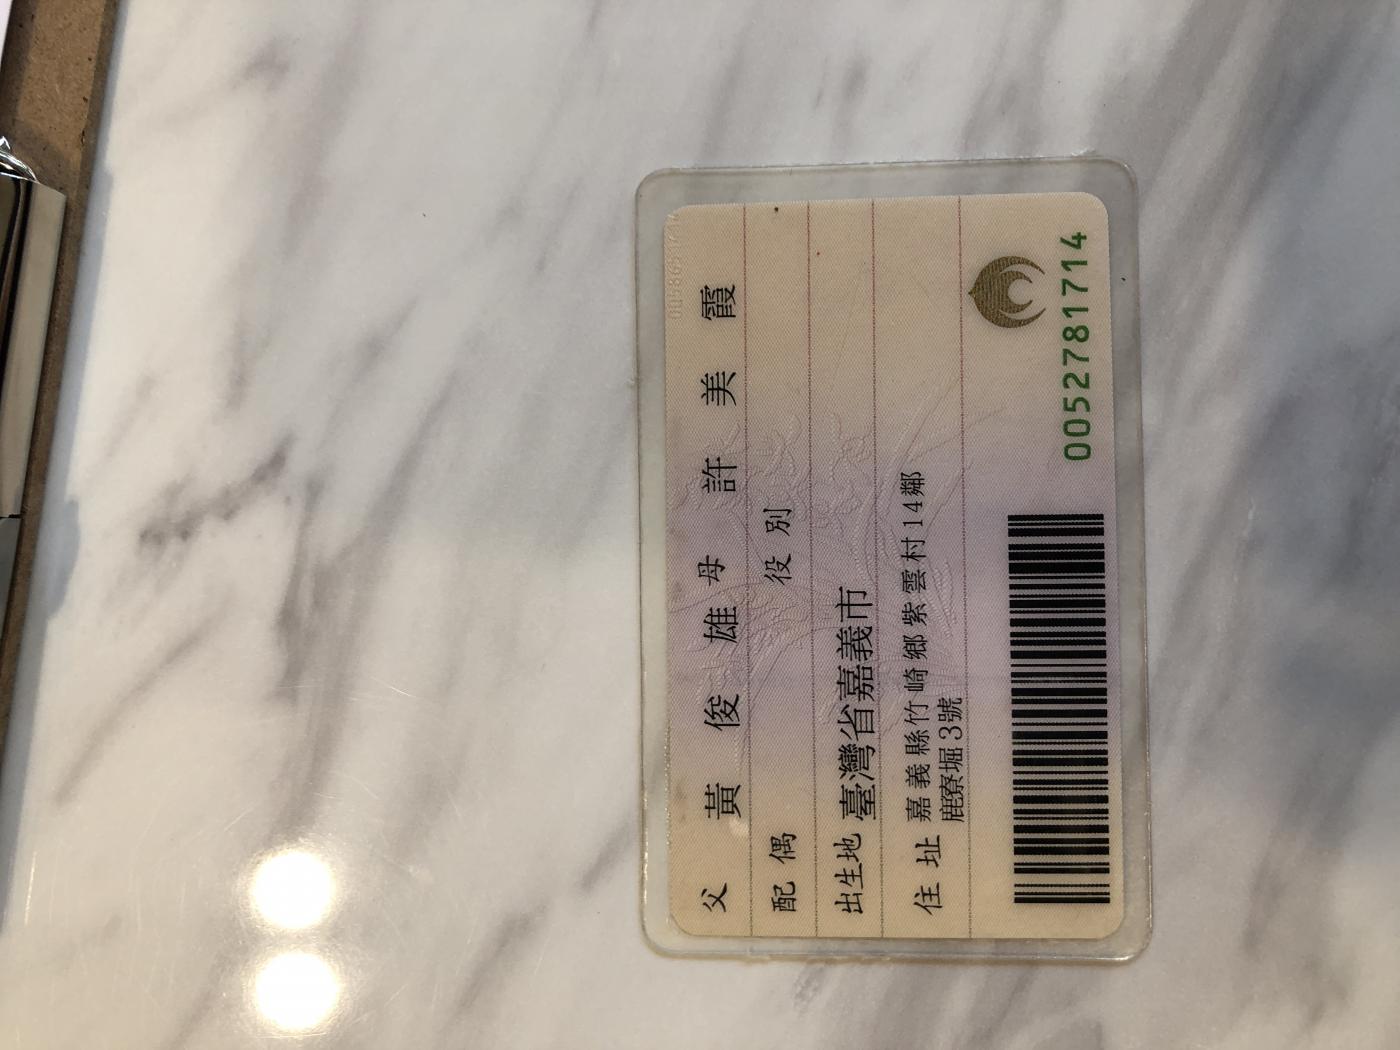 父 黃俊雄 母 許美霞
配偶 役別
出生地 臺灣省嘉義市
住址 嘉義縣竹崎鄉紫雲村14鄰
鹿寮堀3號
0052781714